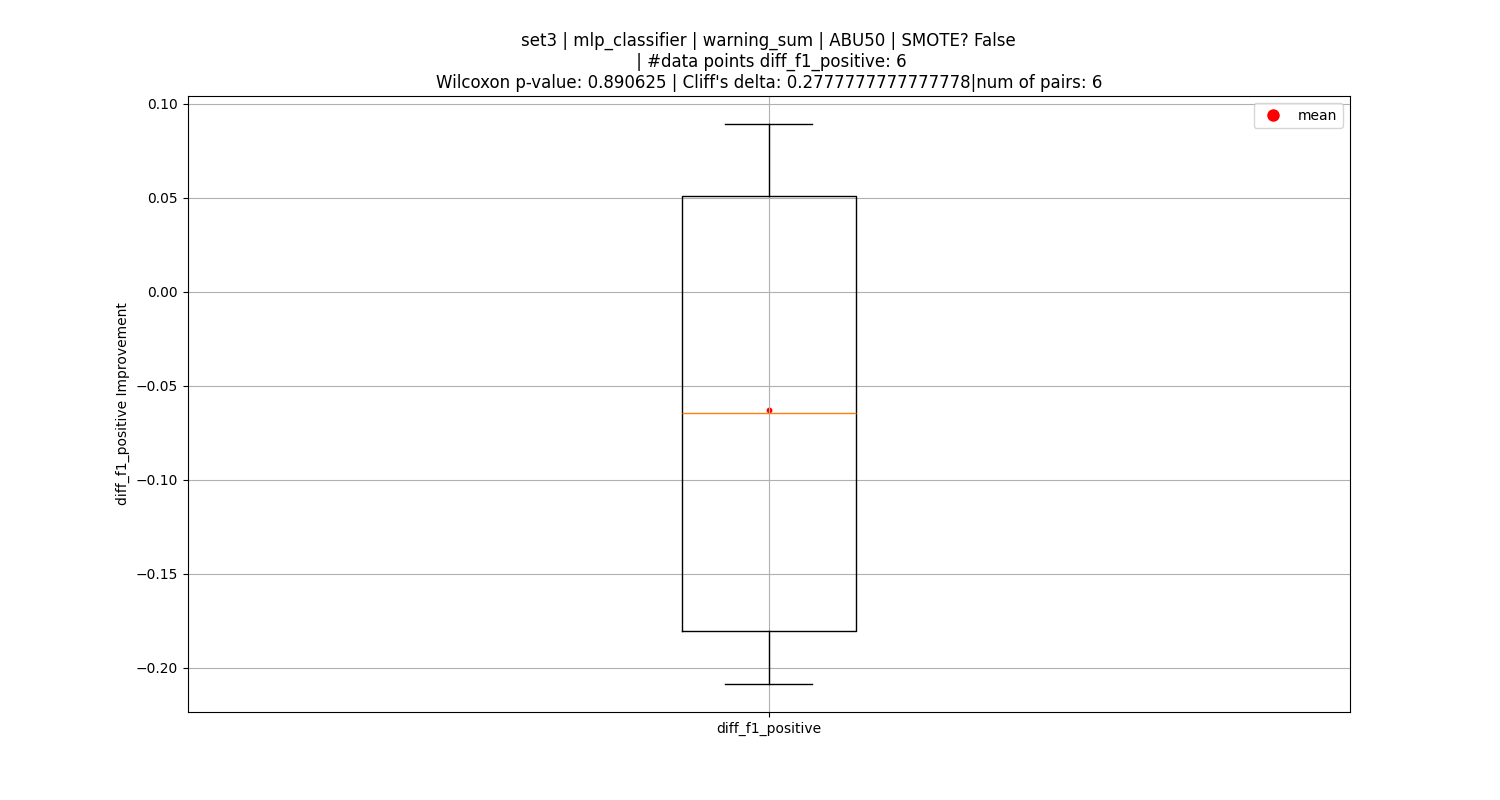 set3 | mlp_classifier | warning_sum | ABU50 | SMOTE? False
| #data points diff_f1_positive: 6
Wilcoxon p-value: 0.890625 | Cliff's delta: 0.2777777777777778|num of pairs: 6
mean
0.10
0.05
0.00
−0.05
−0.10
−0.15
−0.20
diff_f1_positive Improvement
diff_f1_positive